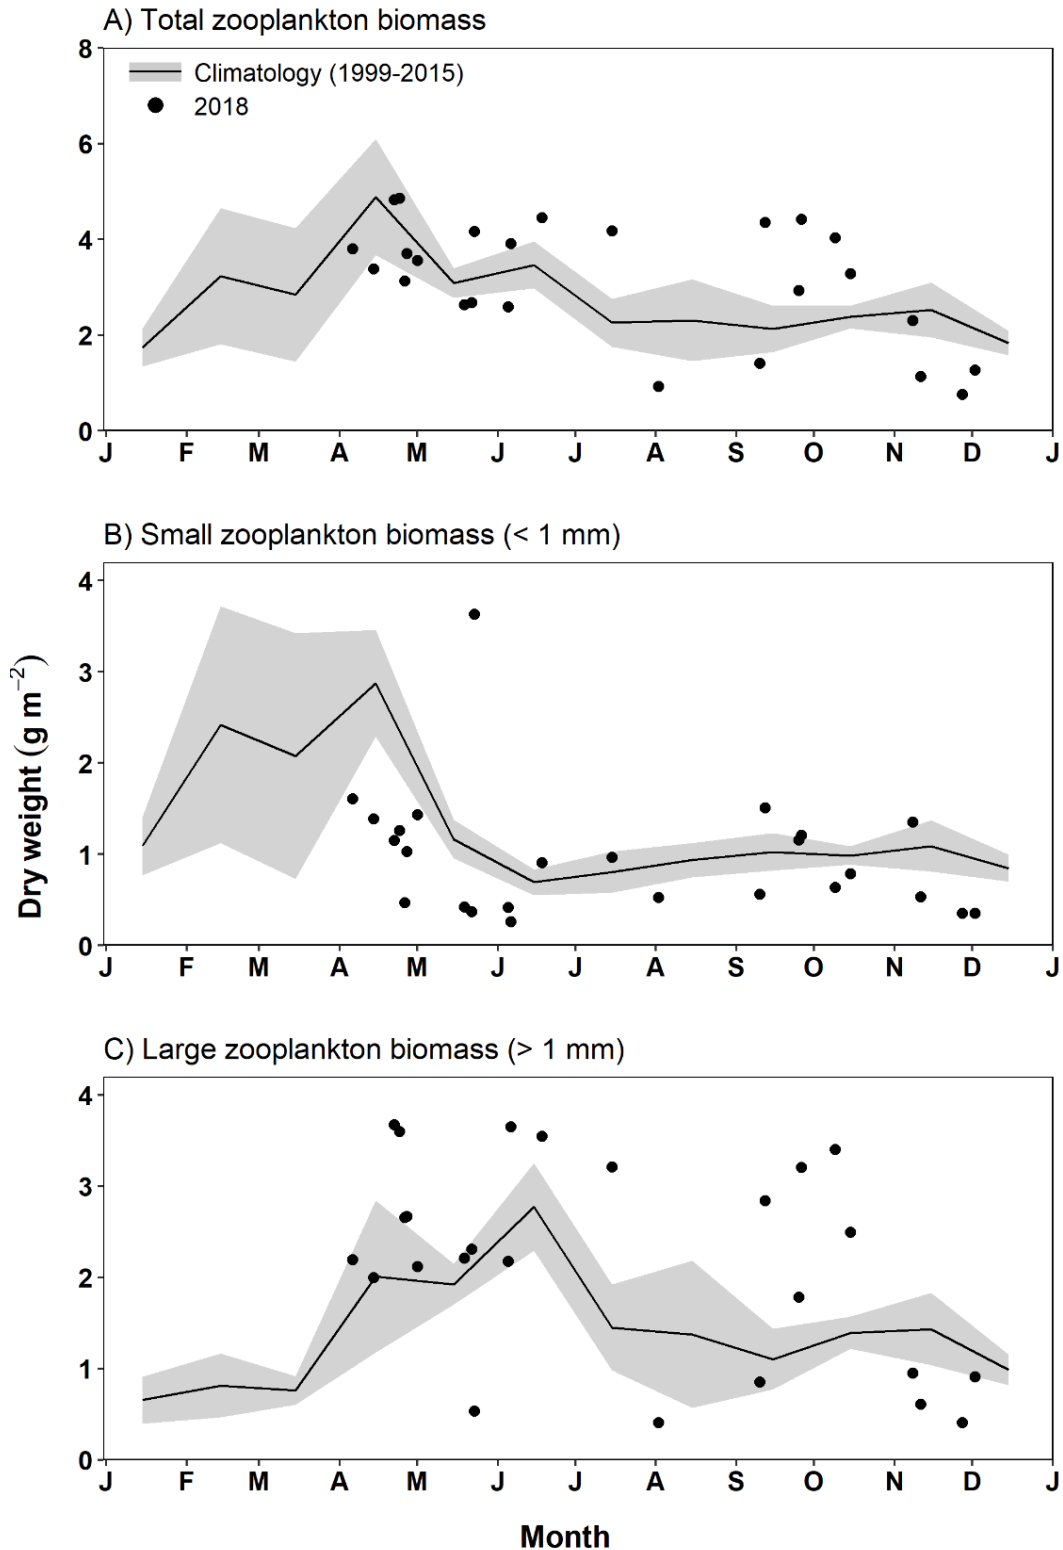 A) Total zooplankton biomass
8
Climatology (1999-2015)
2018
6
4
2
0
J F M A M J J A S O N D J
B) Small zooplankton biomass (< 1 mm)
4
3
2
1
0
J F M A M J J A S O N D J
Dry weight (g m⁻²)
C) Large zooplankton biomass (> 1 mm)
4
3
2
1
0
J F M A M J J A S O N D J
Month